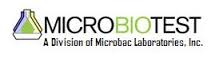 MICROBIOTEST
A Division of Microbac Laboratories, Inc.